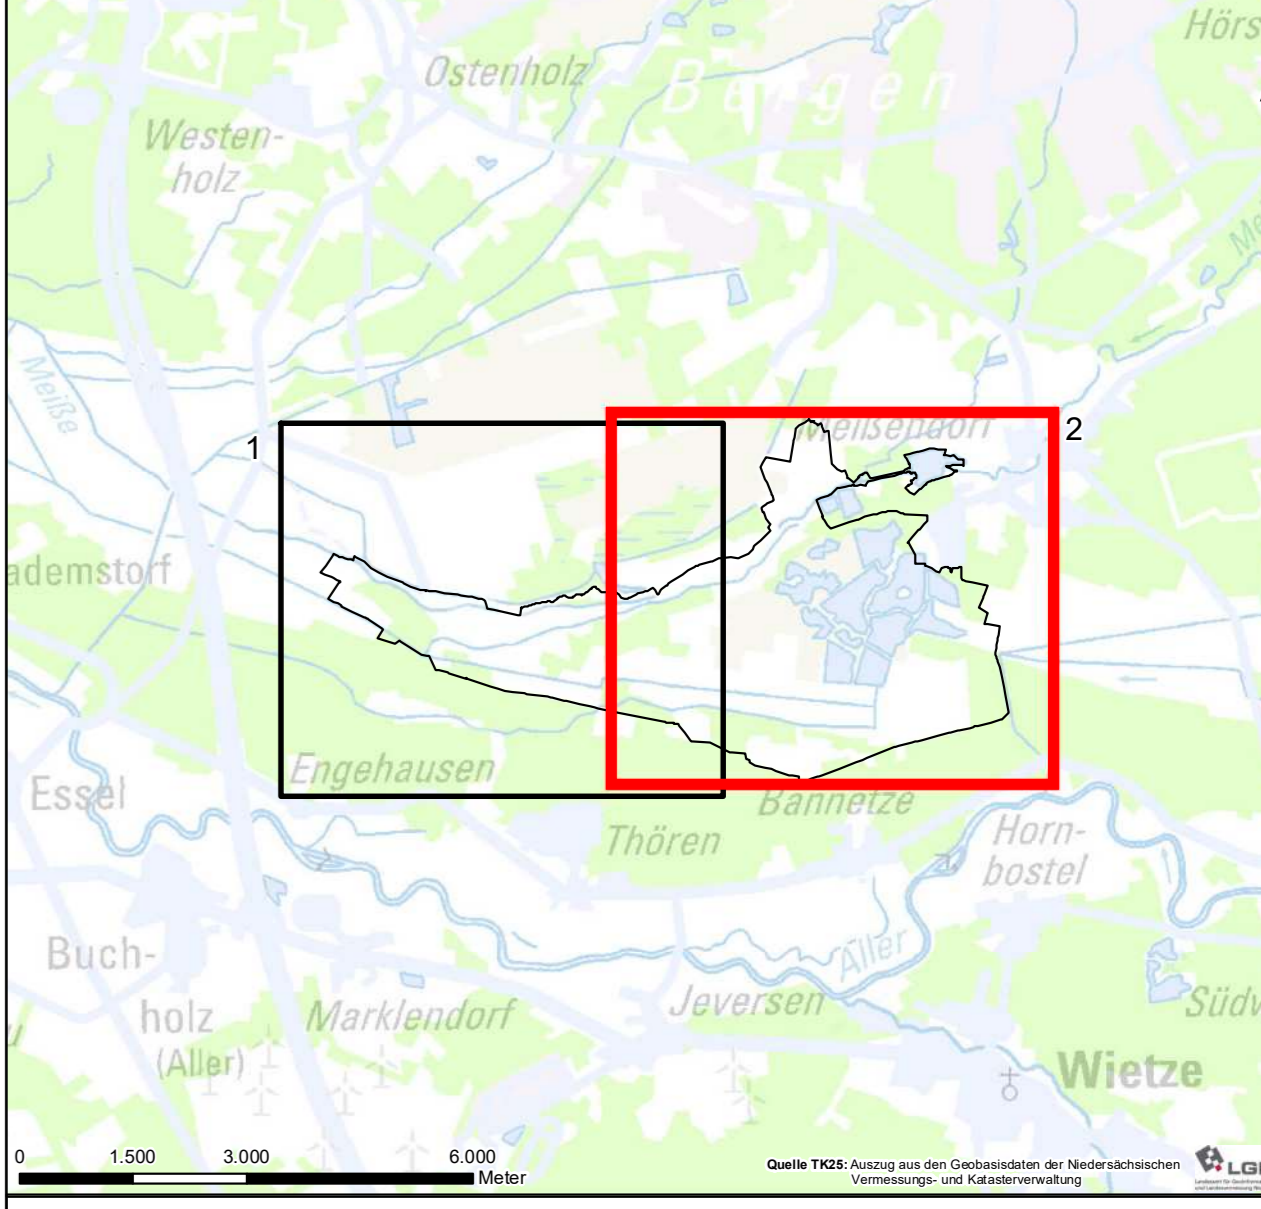 Hörs
Ostenholz
Bergen
Westen-
holz
Meiße
1
Meißendorf
2
ademstorf
Engehausen
Essel
Bannetze
Thören
Horn-
bostel
Buch-
Aller
holz
Marklendorf
Jeversen
Südw
(Aller)
Wietze
0 1.500 3.000 6.000
Meter
Quelle TK25: Auszug aus den Geobasisdaten der Niedersächsischen
Vermessungs- und Katasterverwaltung